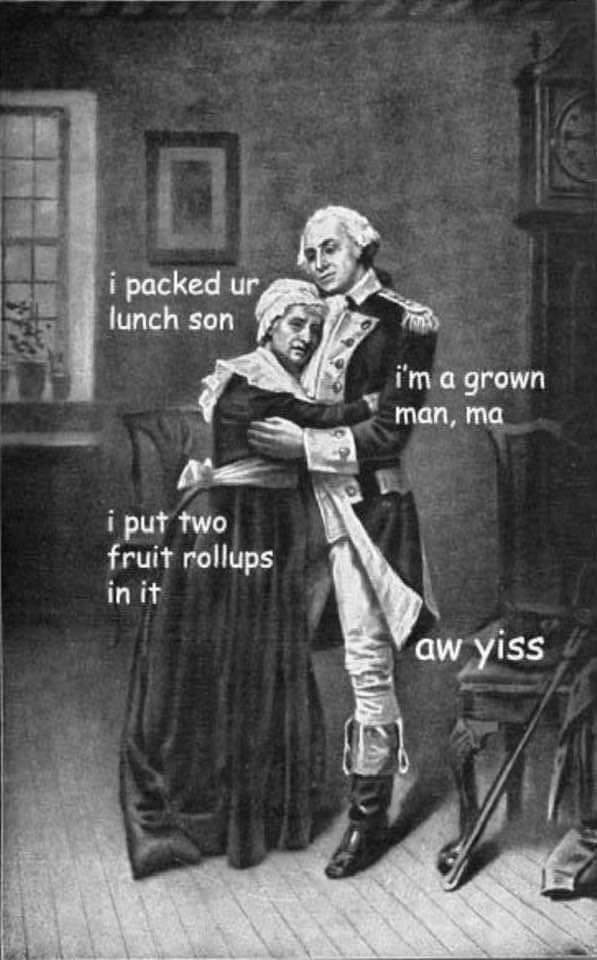 i packed ur
lunch son
i'm a grown
man, ma
i put two
fruit rollups
in it
aw yiss